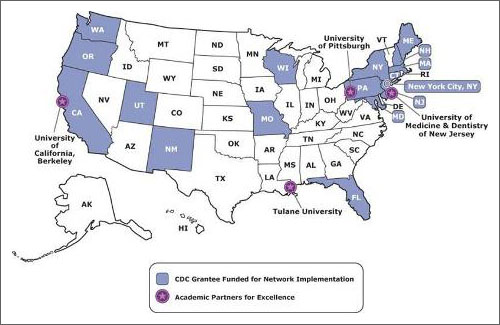 WA
OR
CA
NV
ID
MT
WY
UT
AZ
CO
NM
ND
SD
NE
KS
OK
TX
MN
IA
MO
AR
LA
WI
IL
MS
MI
IN
KY
TN
AL
OH
WV
GA
FL
SC
NC
VA
PA
NY
VT
ME
NH
MA
RI
New York City, NY
NJ
DE
MD
AK
HI
University
of Pittsburgh
University of
Medicine & Dentistry
of New Jersey
University
of California,
Berkeley
Tulane University
CDC Grantee Funded for Network Implementation
Academic Partners for Excellence